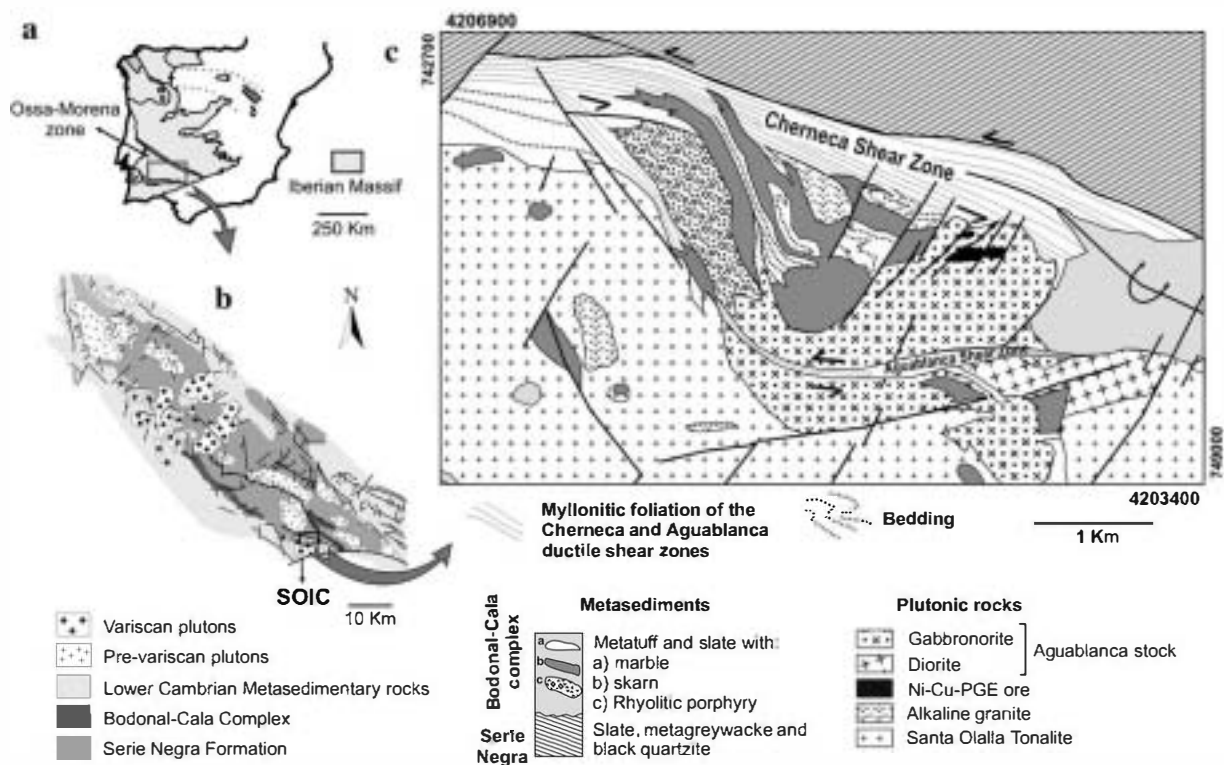 a
Ossa-Morena
zone
Iberian Massif
250 Km
b
N
SOIC
10 Km
Variscan plutons
Pre-variscan plutons
Lower Cambrian Metasedimentary rocks
Bodonal-Cala Complex
Serie Negra Formation
c
4206900
742700
Cherneca Shear Zone
Aguablanca Shear Zone
749000
4203400
Myllonitic foliation of the
Cherneca and Aguablanca
ductile shear zones
Bedding
1 Km
Metasediments
Bodonal-Cala
complex
Serie
Negra
a
b
c
Metatuff and slate with:
a) marble
b) skarn
c) Rhyolitic porphyry
Slate, metagreywacke and
black quartzite
Plutonic rocks
Gabbronorite
Diorite
Aguablanca stock
Ni-Cu-PGE ore
Alkaline granite
Santa Olalla Tonalite